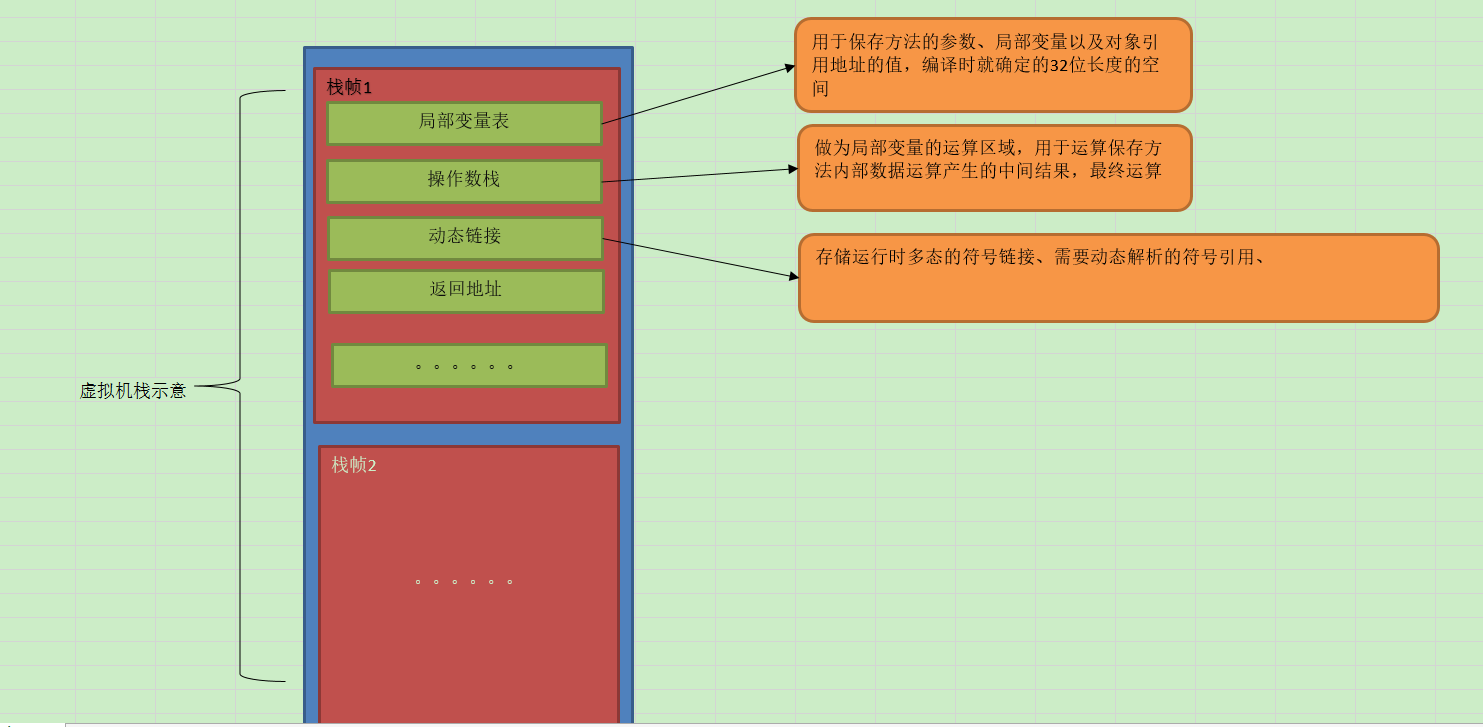 栈帧1
局部变量表
操作数栈
动态链接
返回地址
。。。。。。
用于保存方法的参数、局部变量以及对象引
用地址的值，编译时就确定的32位长度的空
间
做为局部变量的运算区域，用于运算保存方
法内部数据运算产生的中间结果，最终运算
存储运行时多态的符号链接、需要动态解析的符号引用、
虚拟机栈示意
栈帧2
。。。。。。